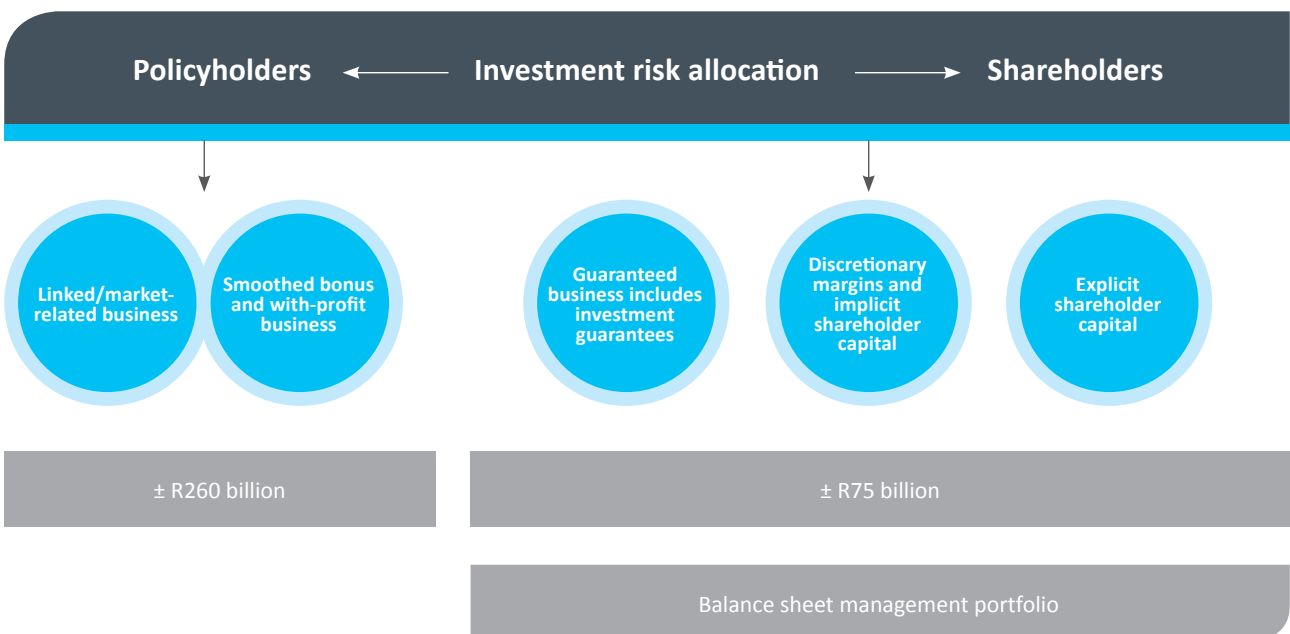 Policyholders Investment risk allocation Shareholders
Linked/market-
related business
Smoothed bonus
and with-profit
business
Guaranteed
business includes
investment
guarantees
Discretionary
margins and
implicit
shareholder
capital
Explicit
shareholder
capital
± R260 billion
± R75 billion
Balance sheet management portfolio